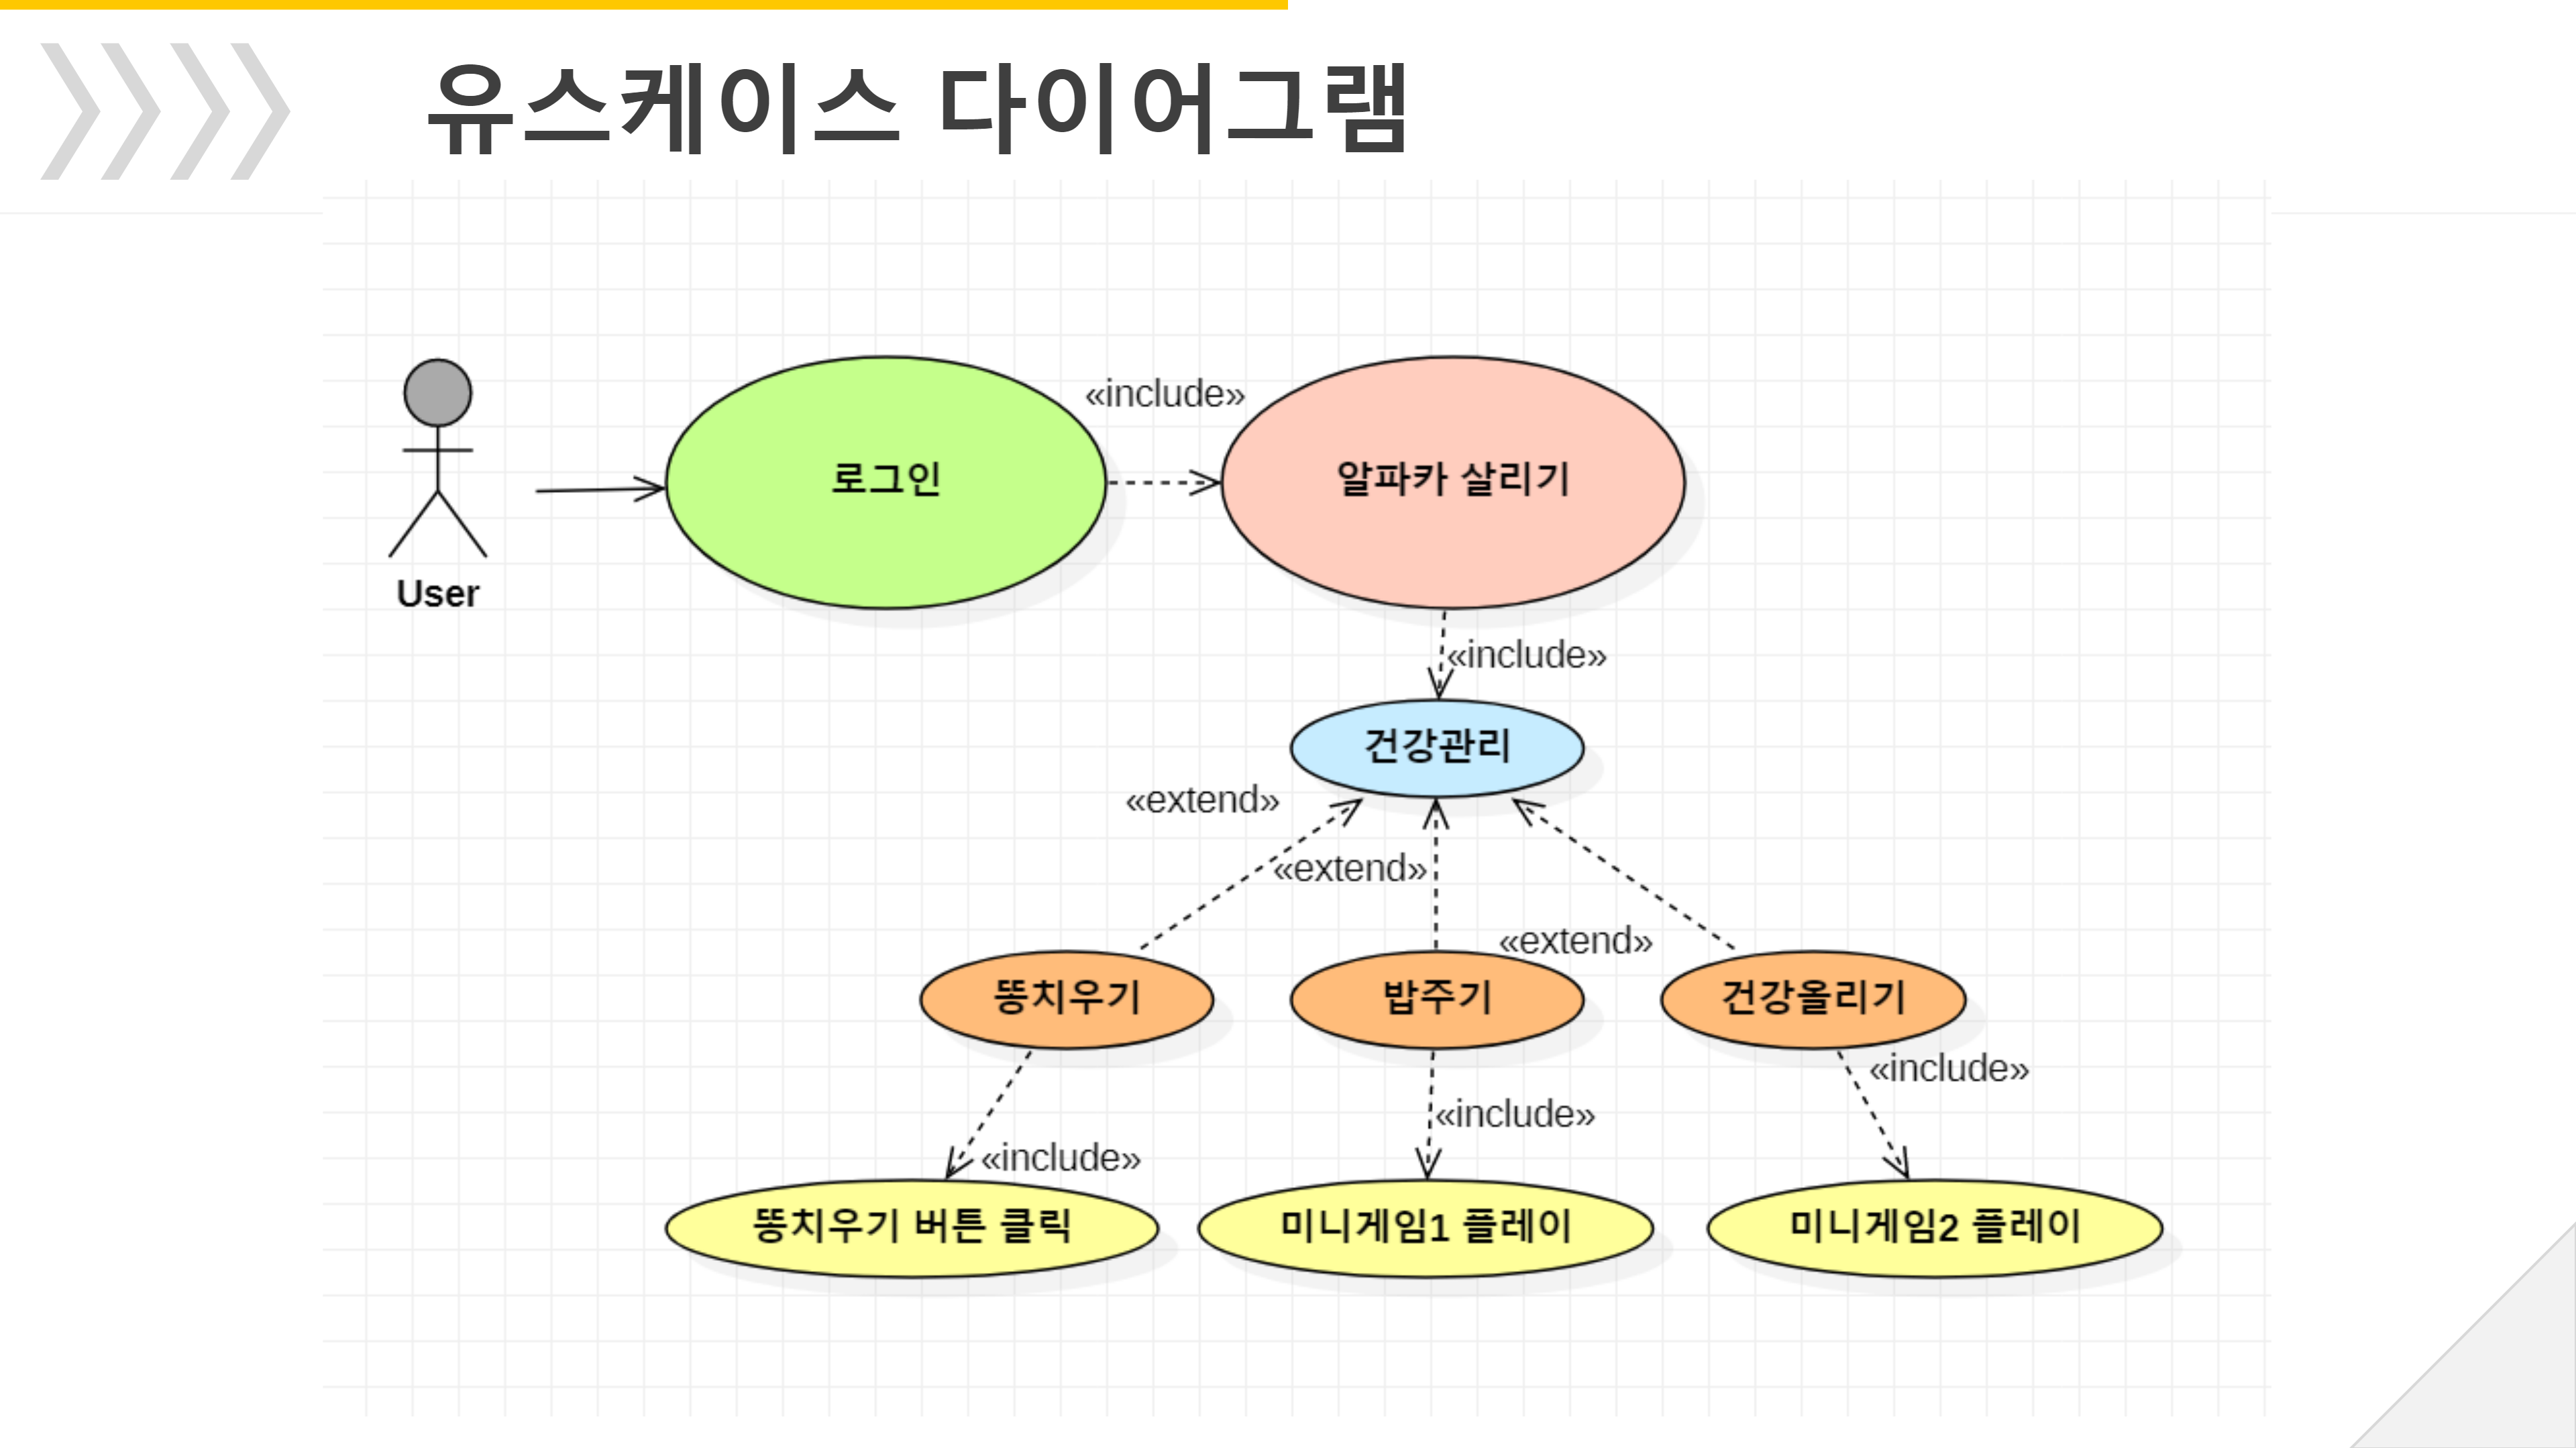 유스케이스 다이어그램
«include»
로그인
알파카 살리기
User
«include»
건강관리
«extend»
«extend»
«extend»
똥치우기
밥주기
건강올리기
«include»
«include»
«include»
똥치우기 버튼 클릭
미니게임1 플레이
미니게임2 플레이